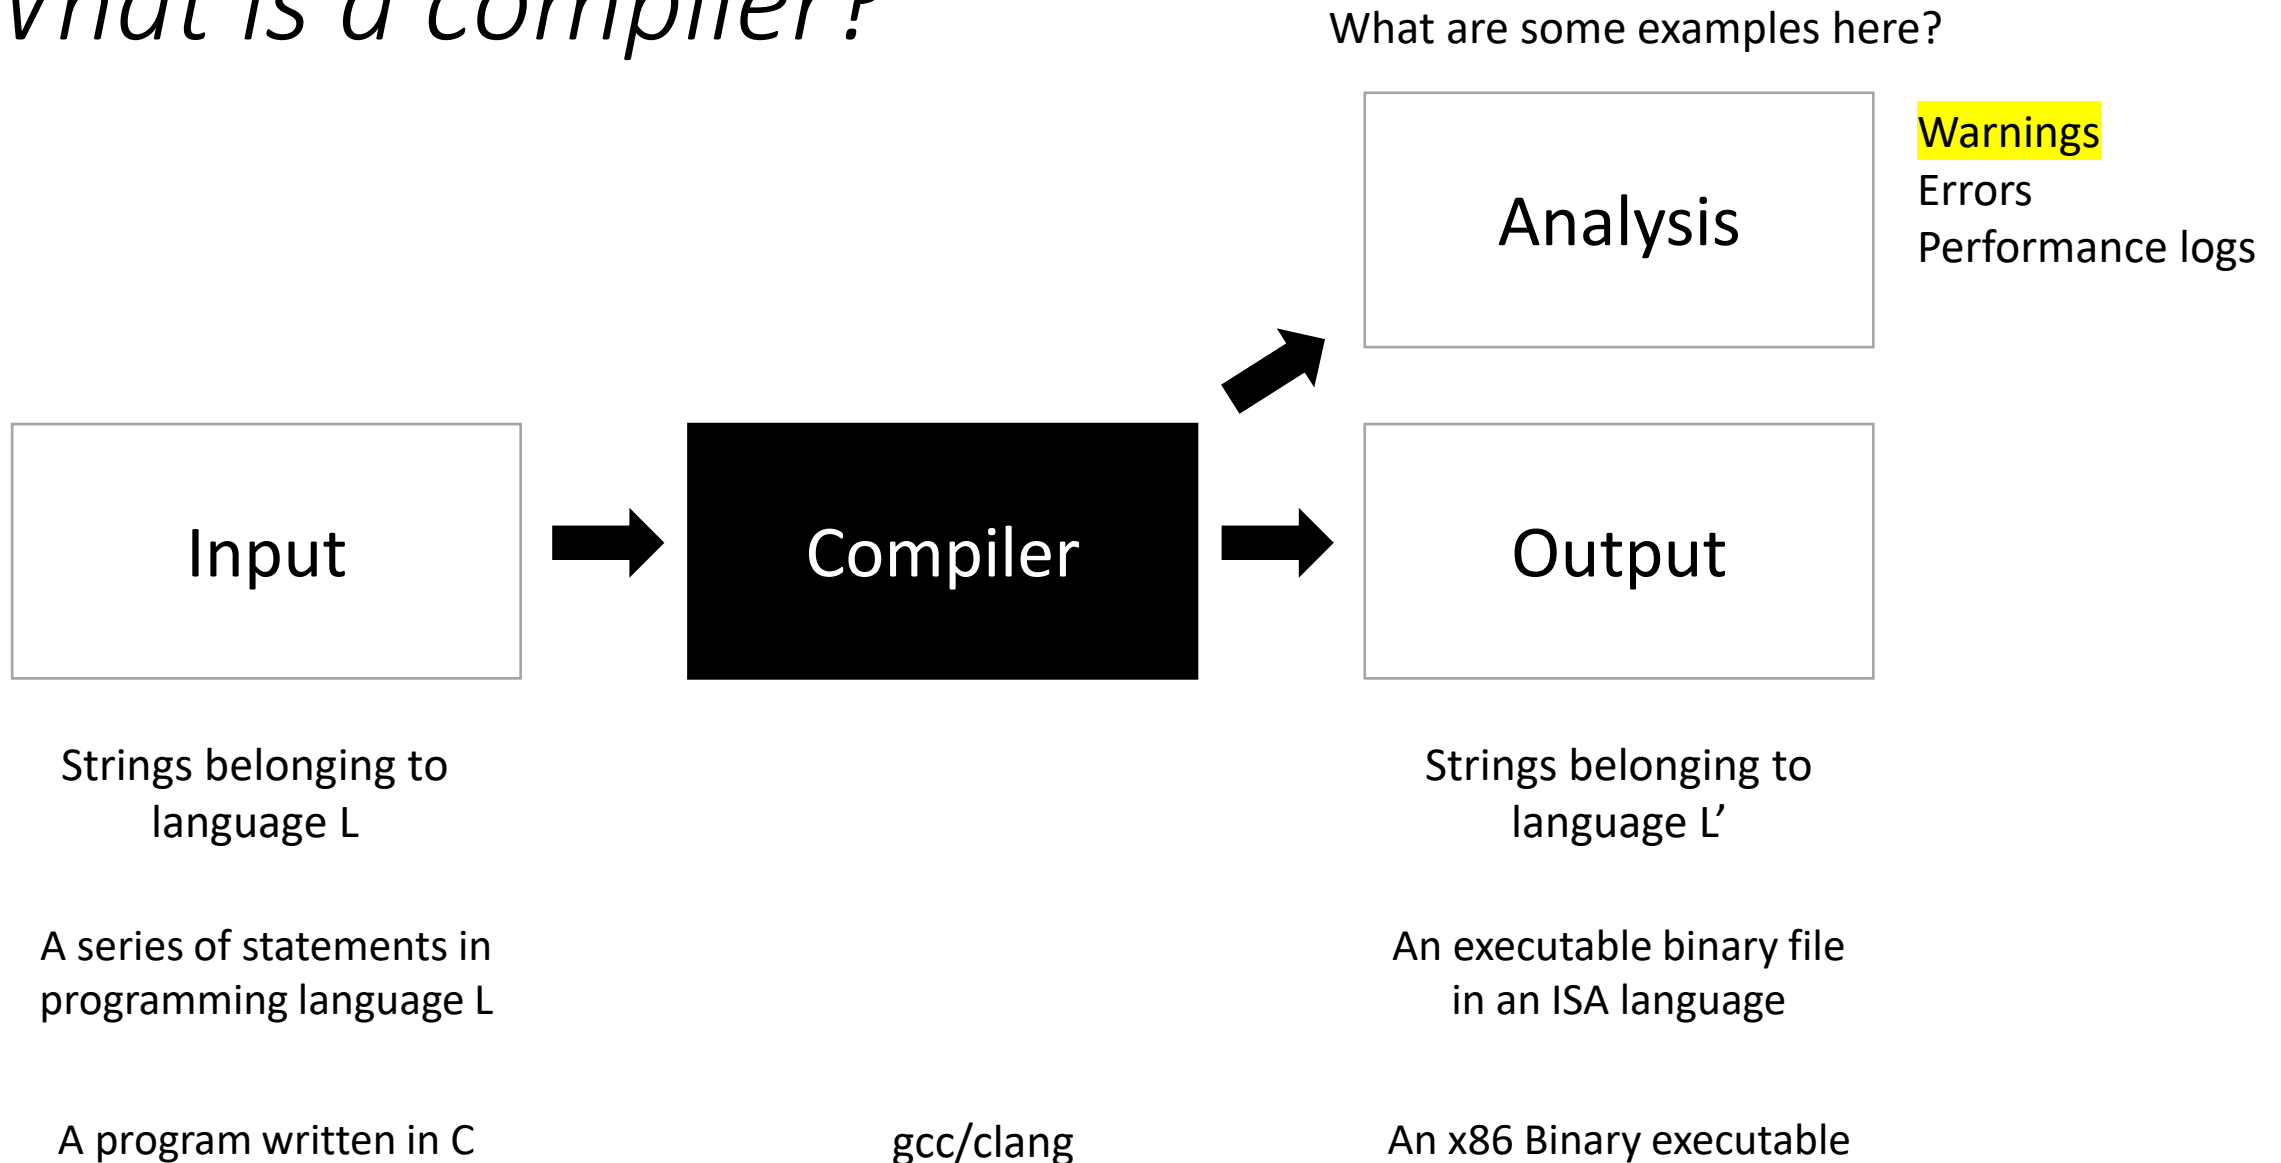 is a compiler?
What are some examples here?
Warnings
Errors
Performance logs
Analysis
Input
Compiler
Output
Strings belonging to
language L
Strings belonging to
language L’
A series of statements in
programming language L
An executable binary file
in an ISA language
A program written in C
gcc/clang
An x86 Binary executable